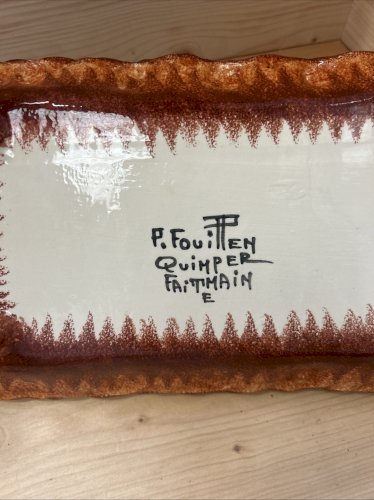 P. FouiLLEN
QUIMPER
FAIT MAIN
E